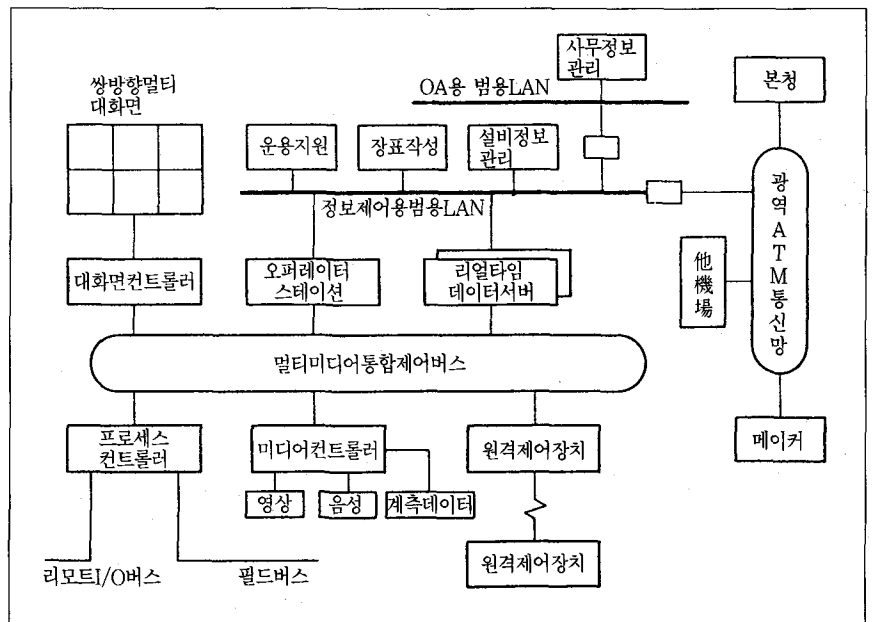 사무정보
관리
쌍방향멀티
대화면
OA용 범용LAN
본청
운용지원
장표작성
설비정보
관리
정보제어용범용LAN
광역ATM통신망
他機場
대화면컨트롤러
오퍼레이터
스테이션
리얼타임
데이터서버
멀티미디어통합제어버스
프로세스
컨트롤러
미디어컨트롤러
원격제어장치
메이커
영상
음성
계측데이터
원격제어장치
리모트I/O버스
필드버스